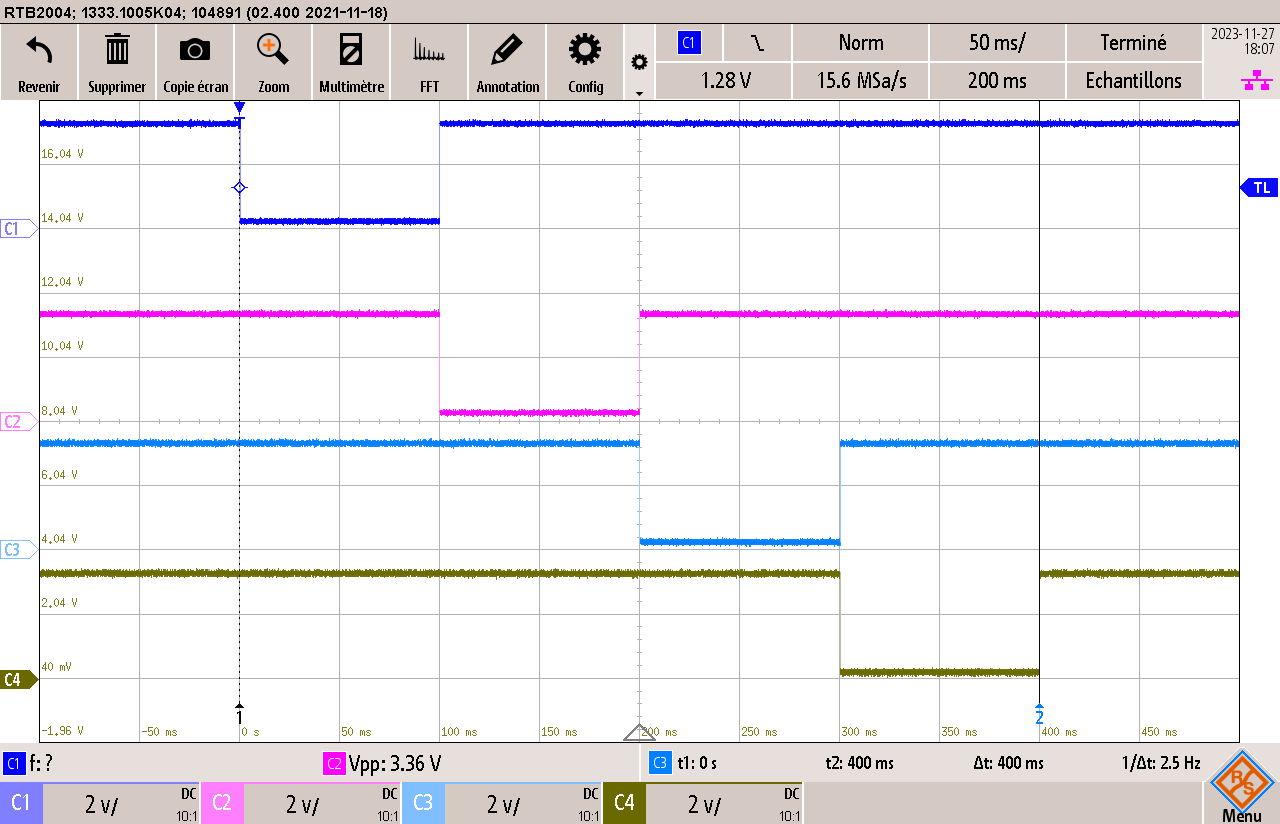 RTB2004; 1333.1005K04; 104891 (02.400 2021-11-18)
Revenir
Supprimer
Copie écran
Zoom
Multimètre
FFT
Annotation
Config
C1
Norm
50 ms/
Terminé
1.28 V
15.6 MSa/s
200 ms
Echantillons
2023-11-27
18:07
TL
16.04 V
14.04 V
C1
12.04 V
10.04 V
8.04 V
C2
6.04 V
4.04 V
C3
2.04 V
40 mV
C4
1
2
-1.96 V
-50 ms
0 s
50 ms
100 ms
150 ms
200 ms
250 ms
300 ms
350 ms
400 ms
450 ms
C1 f: ?
C2 Vpp: 3.36 V
C3 t1: 0 s
t2: 400 ms
Δt: 400 ms
1/Δt: 2.5 Hz
C1 2 v/ DC 10:1
C2 2 v/ DC 10:1
C3 2 v/ DC 10:1
C4 2 v/ DC 10:1
R S
Menu